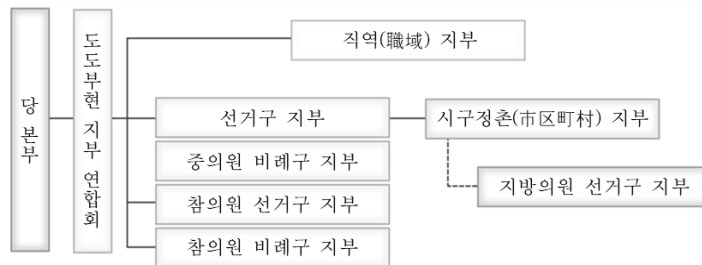 당 본부
도도부현 지부 연합회
직역(職域) 지부
선거구 지부
시구정촌(市区町村) 지부
중의원 비례구 지부
지방의원 선거구 지부
참의원 선거구 지부
참의원 비례구 지부